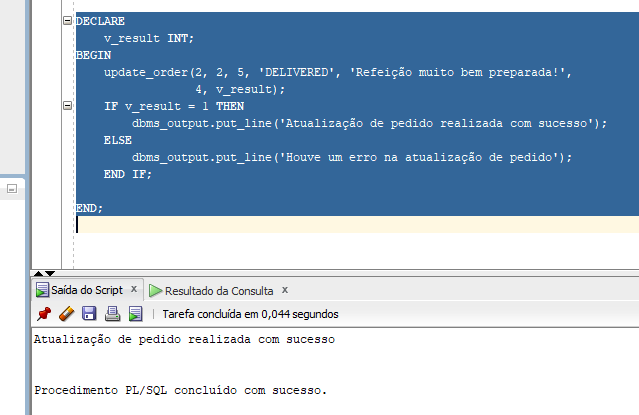 DECLARE
v_result INT;
BEGIN
update_order(2, 2, 5, 'DELIVERED', 'Refeição muito bem preparada!',
4, v_result);
IF v_result = 1 THEN
dbms_output.put_line('Atualização de pedido realizada com sucesso');
ELSE
dbms_output.put_line('Houve um erro na atualização de pedido');
END IF;
END;
Saída do Script x Resultado da Consulta x
Tarefa concluída em 0,044 segundos
Atualização de pedido realizada com sucesso
Procedimento PL/SQL concluído com sucesso.